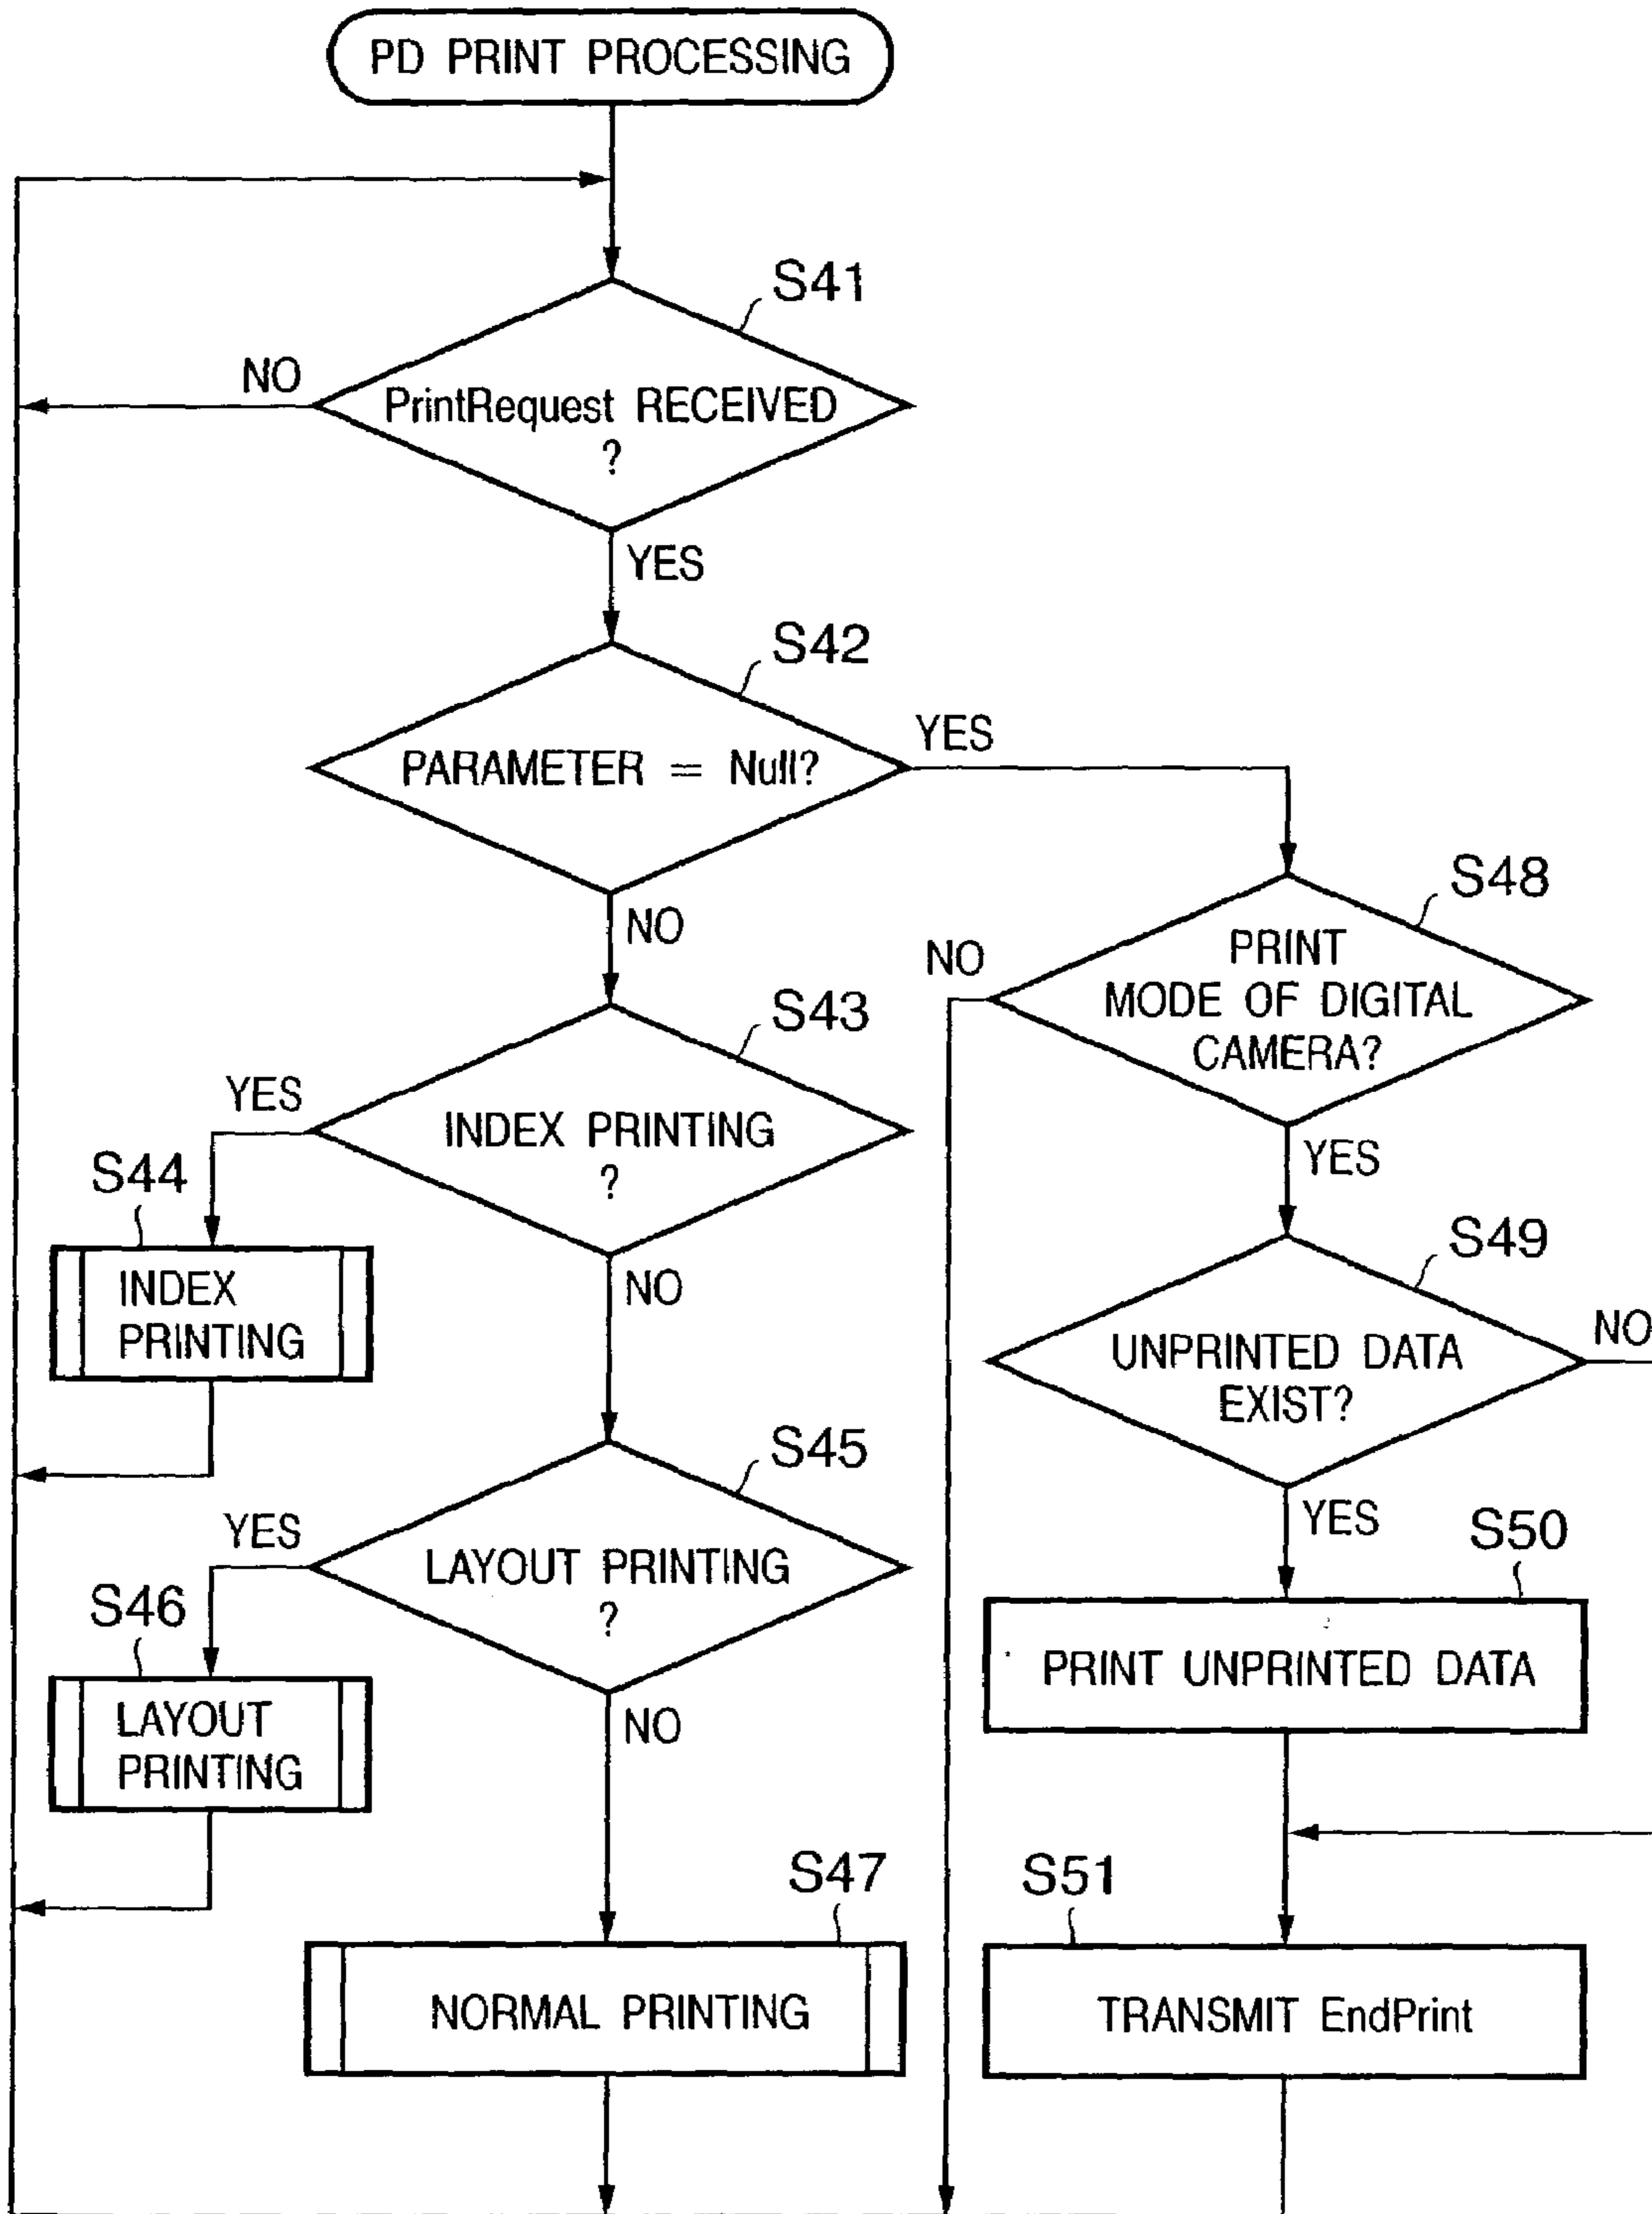 PD PRINT PROCESSING
S41
NO
PrintRequest RECEIVED
?
YES
S42
YES
PARAMETER = Null?
NO
S48
NO
PRINT
MODE OF DIGITAL
CAMERA?
YES
S43
YES
INDEX PRINTING
?
NO
S44
INDEX
PRINTING
S49
NO
UNPRINTED DATA
EXIST?
YES
S45
YES
LAYOUT PRINTING
?
NO
S46
LAYOUT
PRINTING
S50
PRINT UNPRINTED DATA
S47
NORMAL PRINTING
S51
TRANSMIT EndPrint